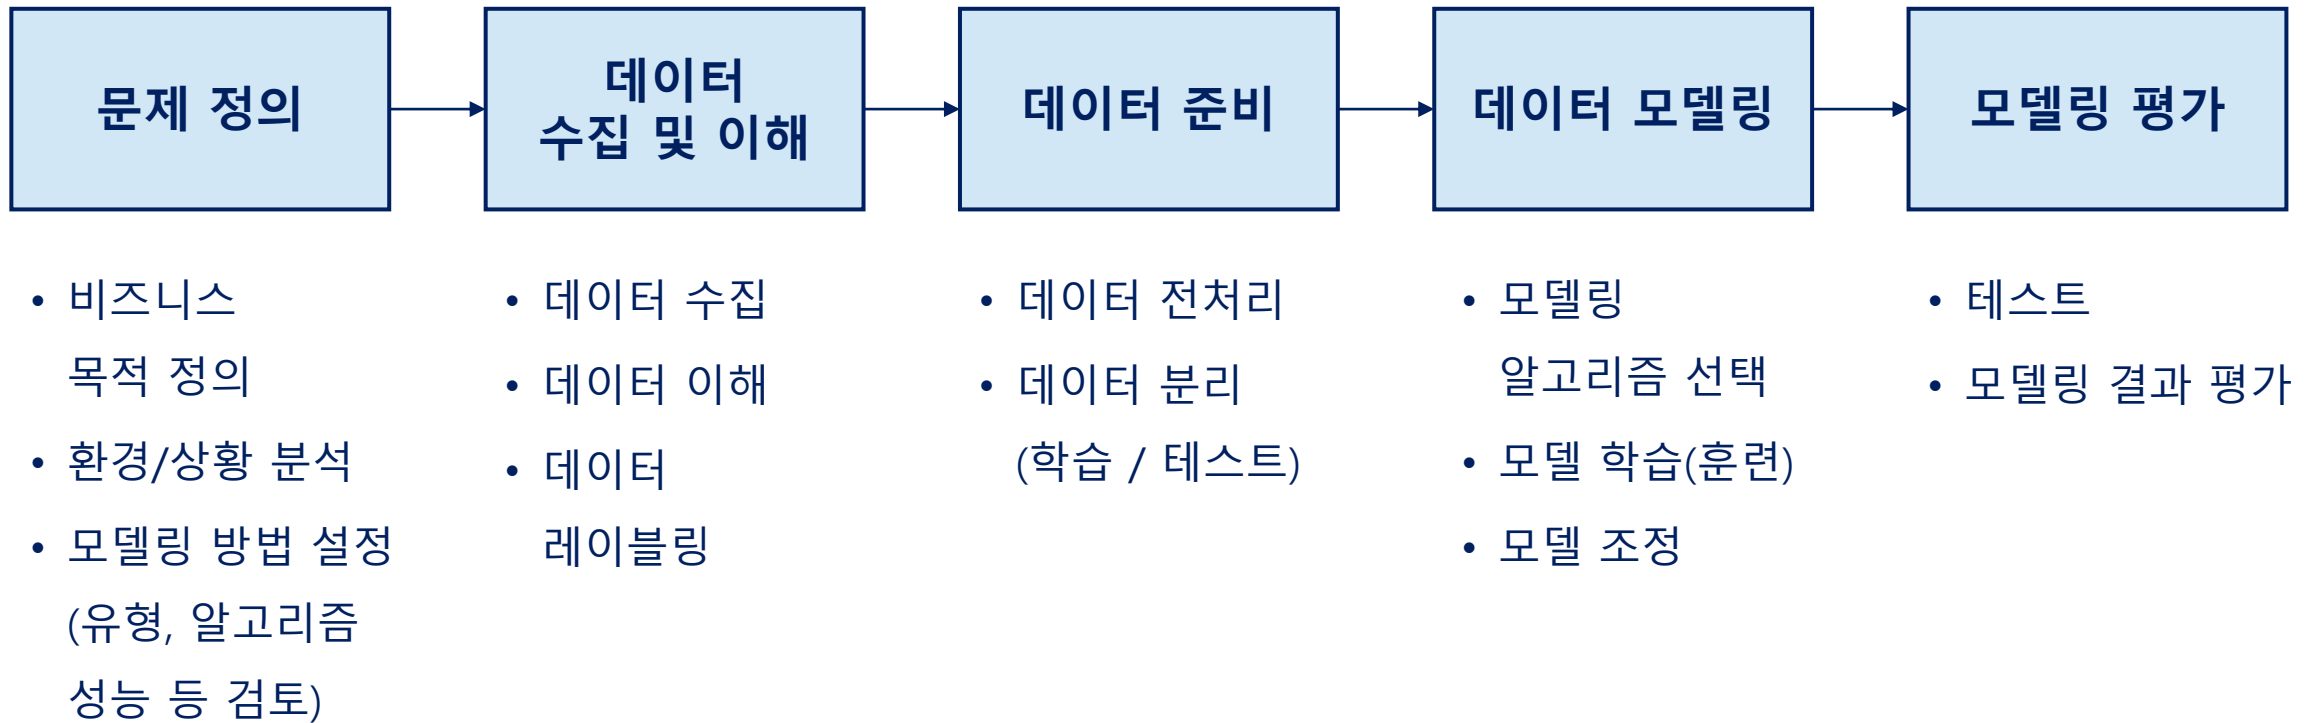 문제 정의
데이터
수집 및 이해
데이터 준비
데이터 모델링
모델링 평가
• 비즈니스
목적 정의
• 환경/상황 분석
• 모델링 방법 설정
(유형, 알고리즘
성능 등 검토)
• 데이터 수집
• 데이터 이해
• 데이터
레이블링
• 데이터 전처리
• 데이터 분리
(학습 / 테스트)
• 모델링
알고리즘 선택
• 모델 학습(훈련)
• 모델 조정
• 테스트
• 모델링 결과 평가